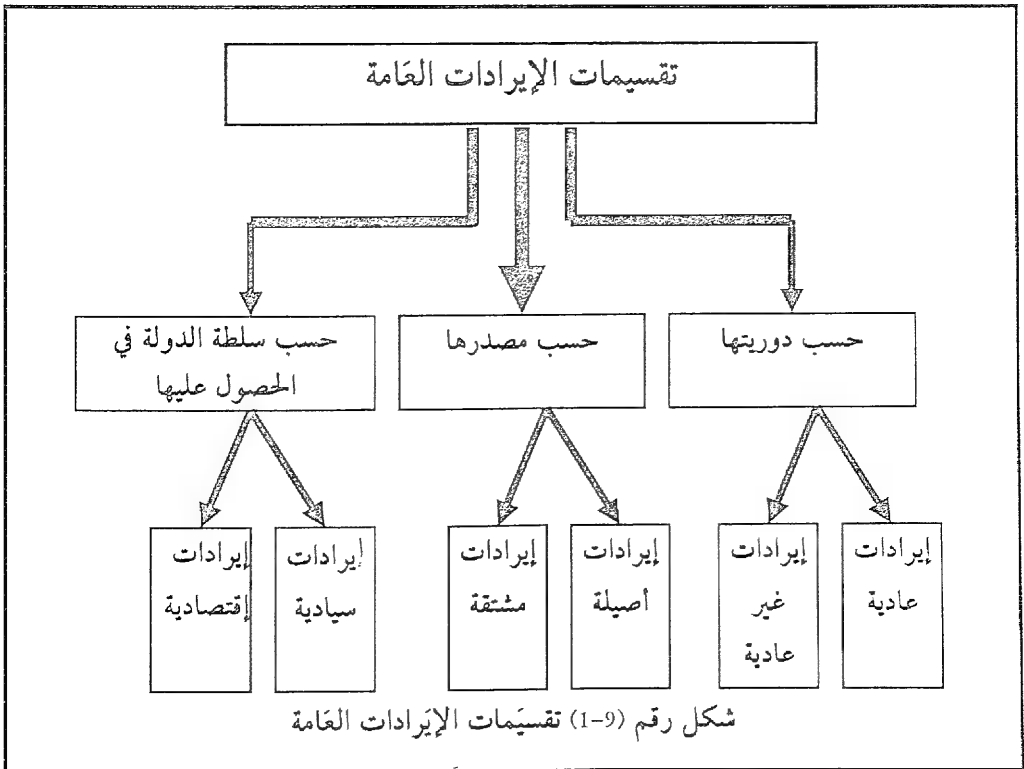 تقسيمات الإيرادات العَامة
حسب دوريتها
حسب مصدرها
حسب سلطة الدولة في
الحصول عليها
إيرادات
عادية
إيرادات
غير
عادية
إيرادات
أصيلة
إيرادات
مشتقة
إيرادات
سيادية
إيرادات
إقتصادية
شكل رقم (9-1) تقسيَمات الإيَرادات العَامة